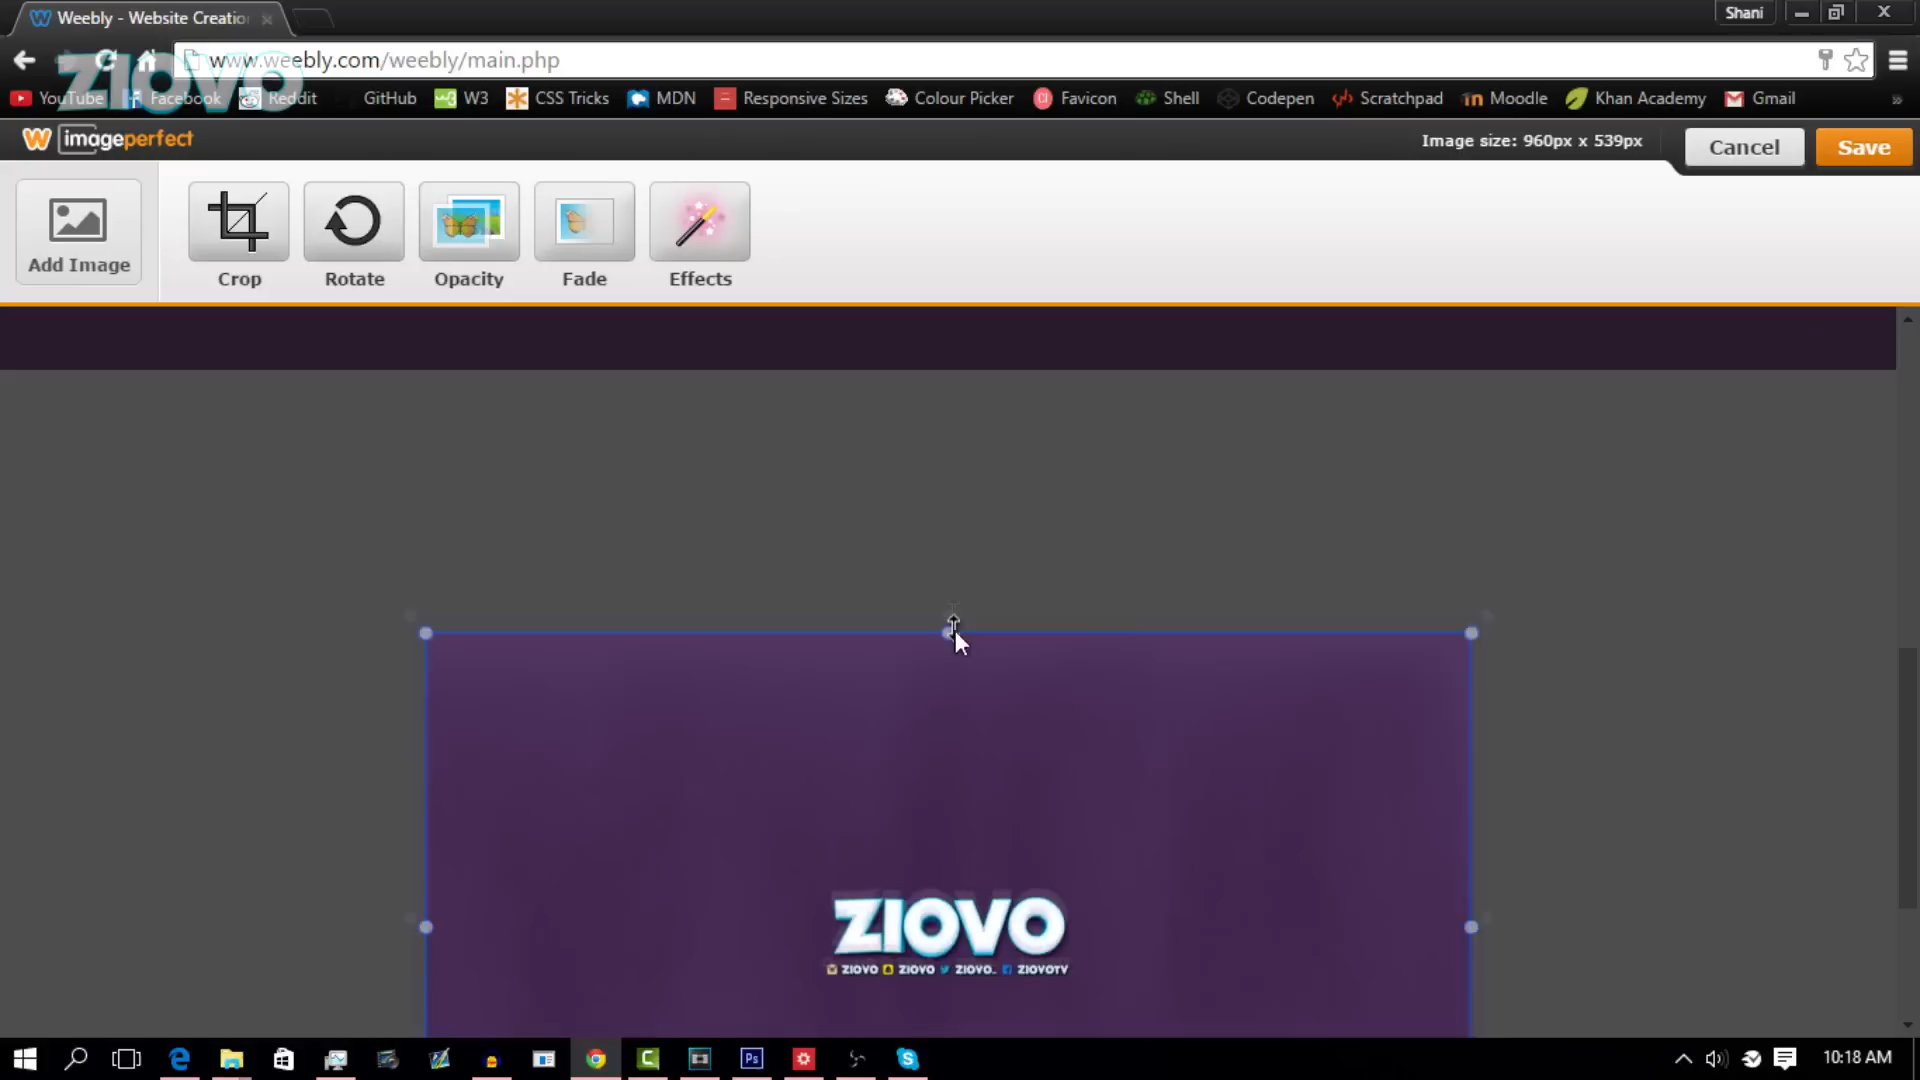 Weebly - Website Creatio
Shani
www.weebly.com/weebly/main.php
ZIOVO
YouTube Facebook Reddit GitHub W3 CSS Tricks MDN Responsive Sizes Colour Picker Favicon Shell Codepen Scratchpad Moodle Khan Academy Gmail »
imageperfect
Image size: 960px x 539px
Cancel
Save
Add Image
Crop
Rotate
Opacity
Fade
Effects
ZIOVO
ZIOVO ZIOVO ZIOVO_ ZIOVOTV
Ps
10:18 AM